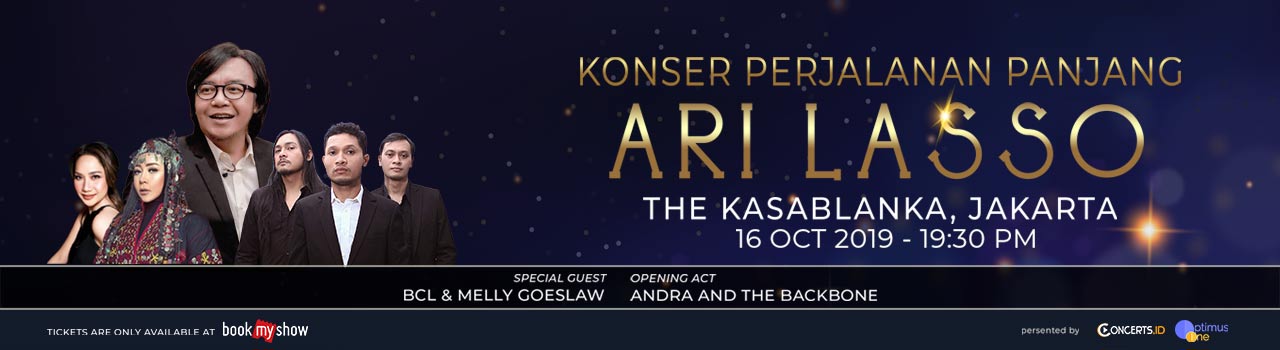 KONSER PERJALANAN PANJANG
ARI LASSO
THE KASABLANKA, JAKARTA
16 OCT 2019 - 19:30 PM
SPECIAL GUEST
BCL & MELLY GOESLAW
OPENING ACT
ANDRA AND THE BACKBONE
TICKETS ARE ONLY AVAILABLE AT bookmyshow
persented by CONCERTS.ID Optimus One